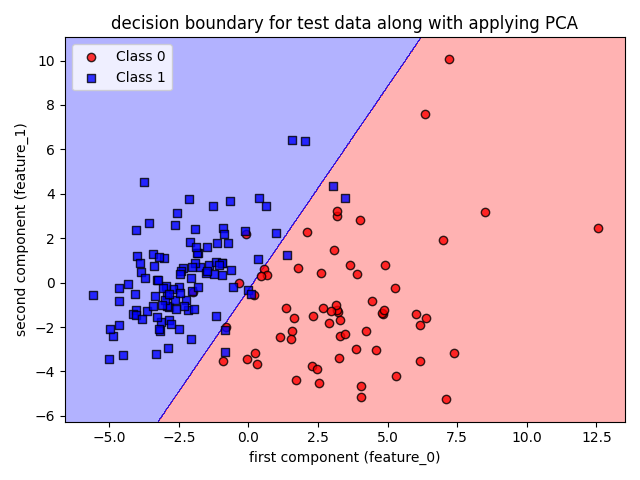 decision boundary for test data along with applying PCA
Class 0
Class 1
second component (feature_1)
10
8
6
4
2
0
−2
−4
−6
−5.0 −2.5 0.0 2.5 5.0 7.5 10.0 12.5
first component (feature_0)